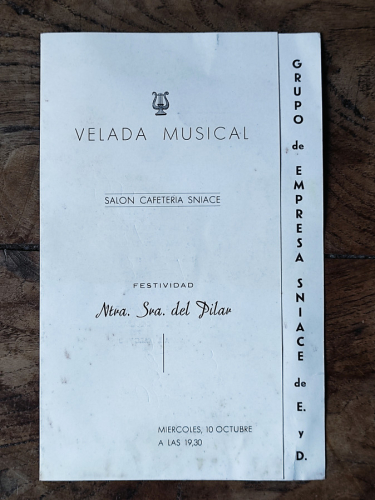 VELADA MUSICAL
SALON CAFETERIA SNIACE
FESTIVIDAD
Ntra. Sra. del Pilar
MIERCOLES, 10 OCTUBRE
A LAS 19,30
GRUPO de EMPRESA SNIACE de E. y D.